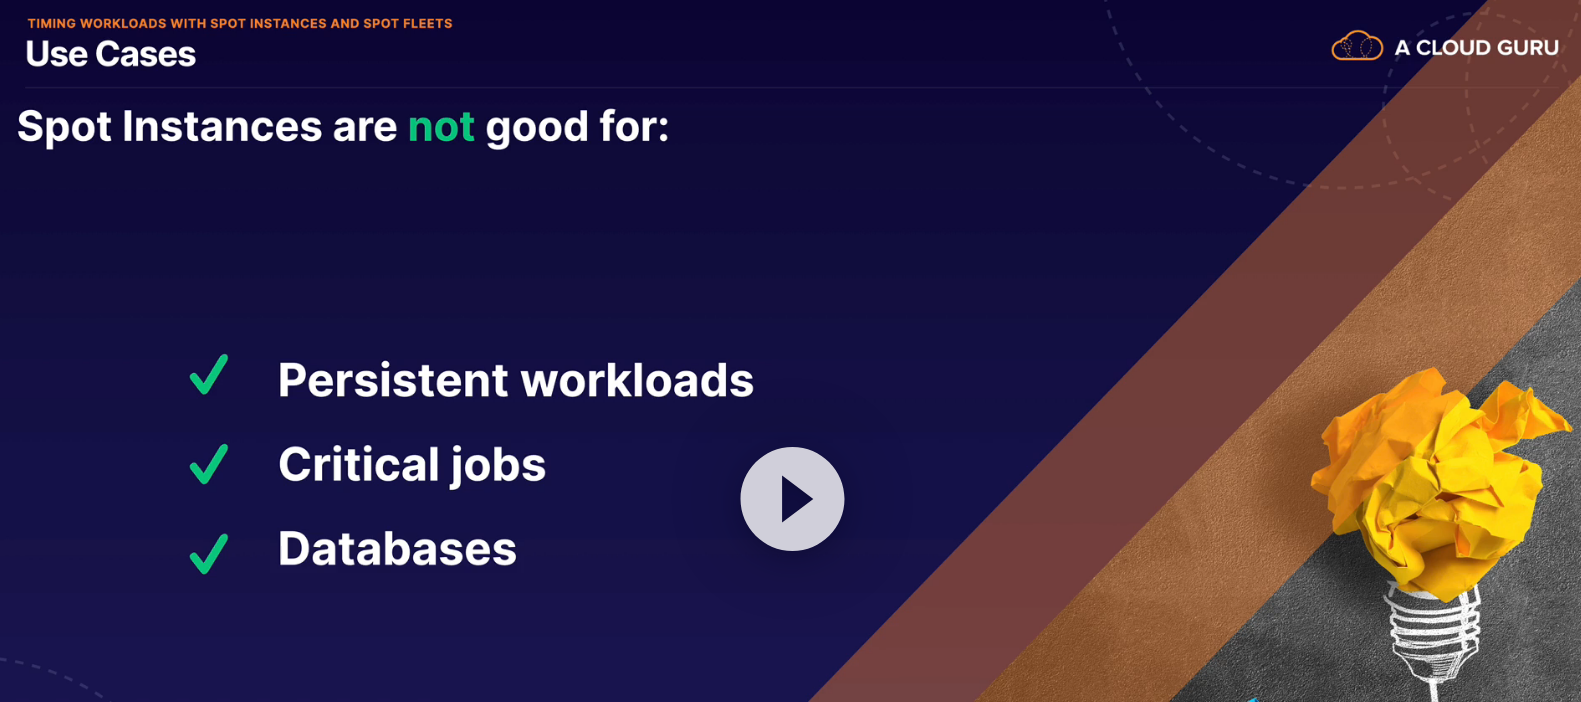 TIMING WORKLOADS WITH SPOT INSTANCES AND SPOT FLEETS
Use Cases
A CLOUD GURU
Spot Instances are not good for:
Persistent workloads
Critical jobs
Databases